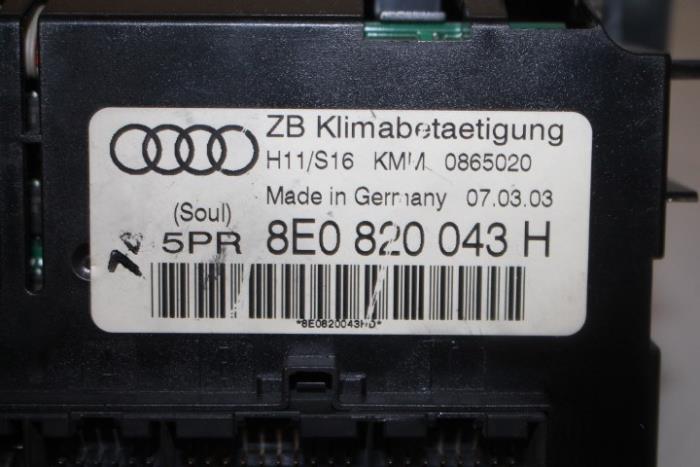 ZB Klimabetaetigung
H11/S16 KMM 0865020
Made in Germany 07.03.03
(Soul)
5PR 8E0 820 043 H
*8E0820043HD*